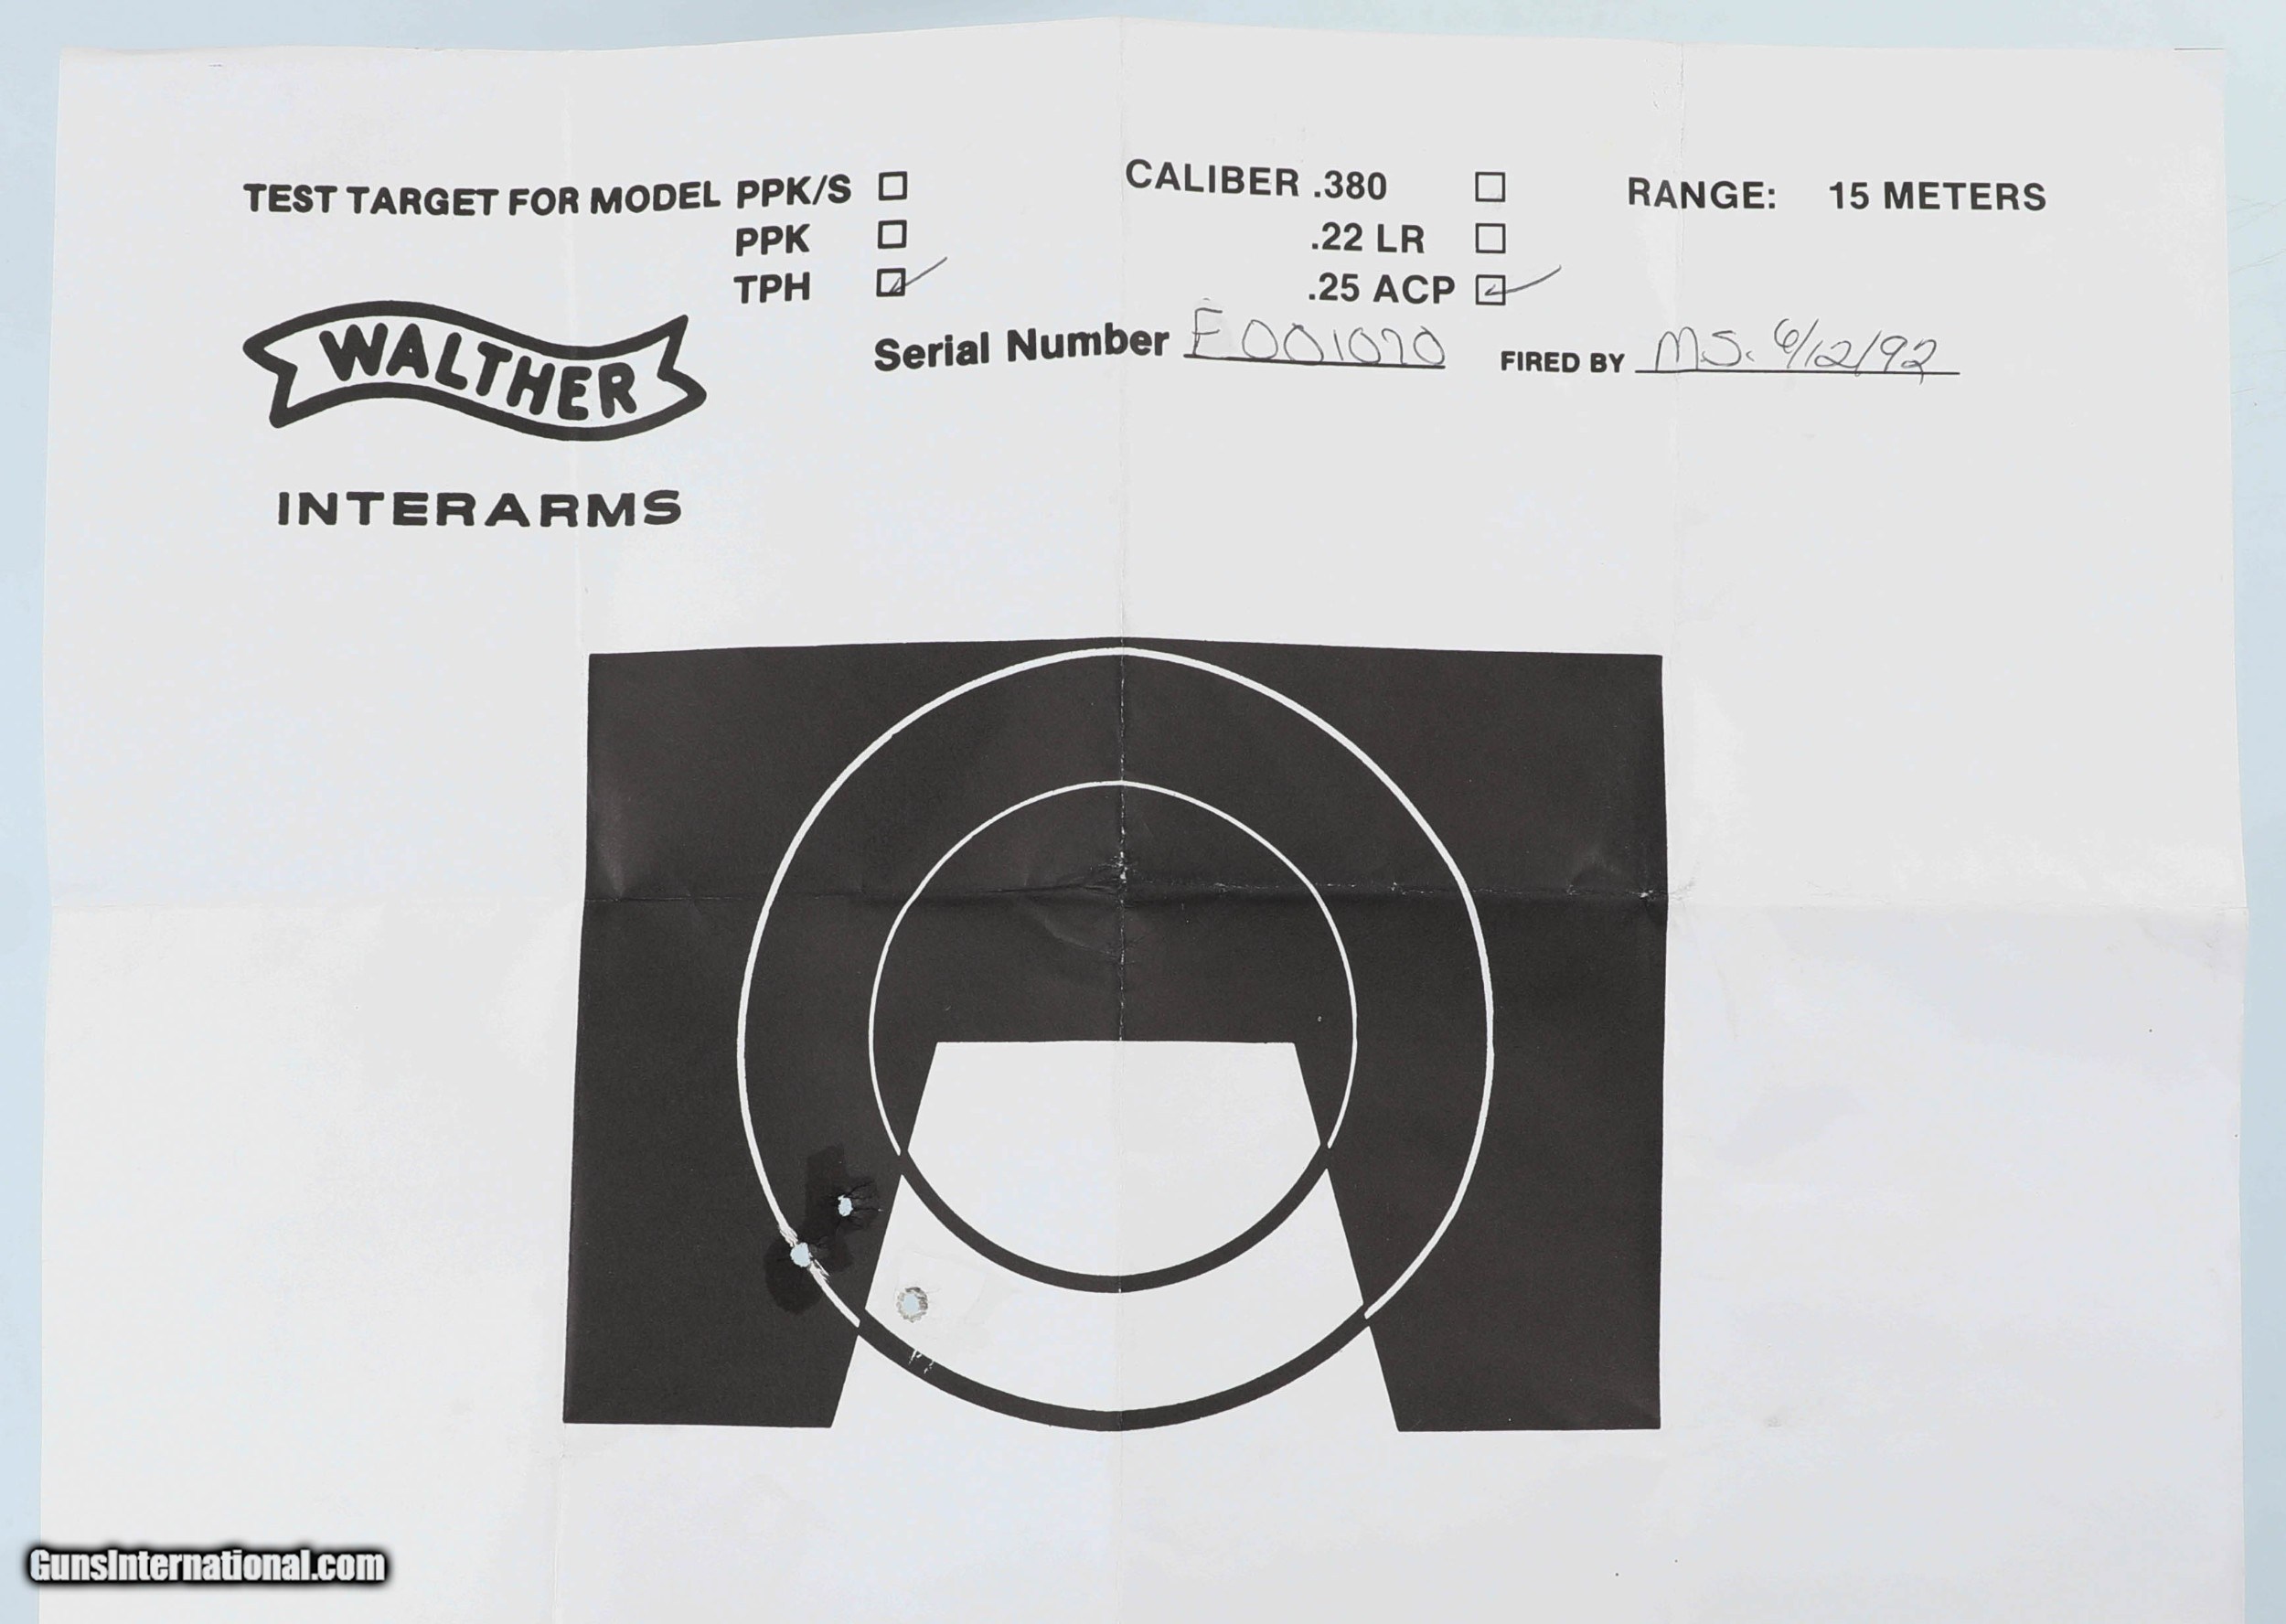 TEST TARGET FOR MODEL PPK/S ☐ CALIBER .380 ☐ RANGE: 15 METERS
PPK ☐ .22 LR ☐
TPH ☑ .25 ACP ☑
Serial Number F001070 FIRED BY M.S. 6/12/92
WALTHER
INTERARMS
GunsInternational.com